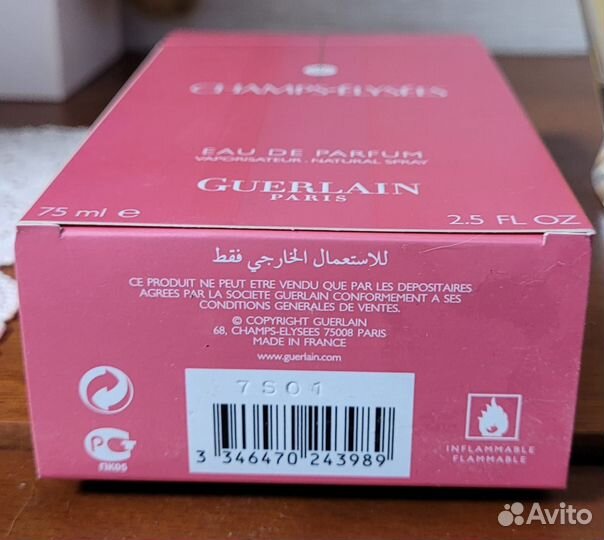 CHAMPS-ÉLYSÉES
EAU DE PARFUM
VAPORISATEUR . NATURAL SPRAY
GUERLAIN
PARIS
75 ml e 2.5 FL OZ
للاستعمال الخارجي فقط
CE PRODUIT NE PEUT ETRE VENDU QUE PAR LES DEPOSITAIRES
AGREES PAR LA SOCIETE GUERLAIN CONFORMEMENT A SES
CONDITIONS GENERALES DE VENTES.
© COPYRIGHT GUERLAIN
68, CHAMPS-ELYSEES 75008 PARIS
MADE IN FRANCE
www.guerlain.com
7S01
3 346470 243989
РСТ
ПК05
INFLAMMABLE
FLAMMABLE
Avito